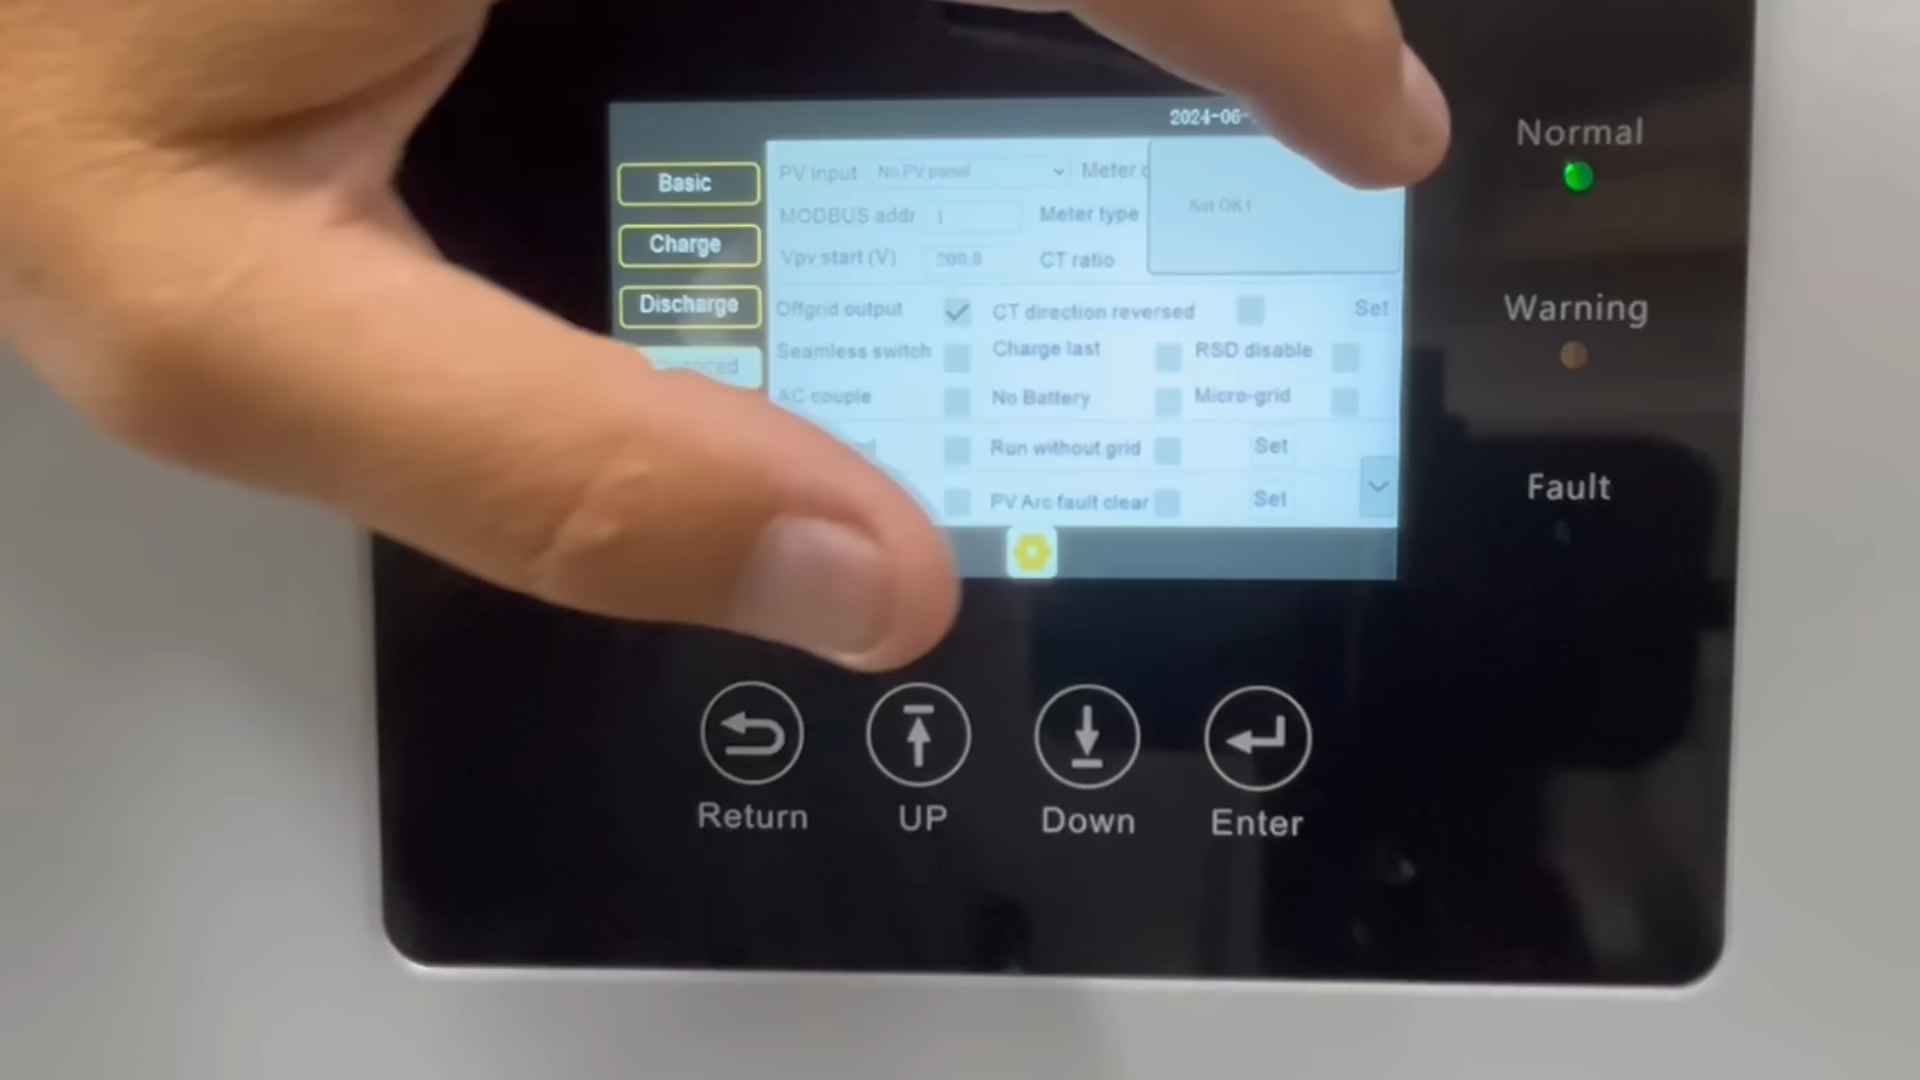 2024-06-
Basic
Charge
Discharge
PV input No PV panel Meter
MODBUS addr 1 Meter type
Vpv start (V) CT ratio
Set OK!
Offgrid output CT direction reversed Set
Seamless switch Charge last RSD disable
AC couple No Battery Micro-grid
Run without grid Set
PV Arc fault clear Set
Normal
Warning
Fault
Return UP Down Enter